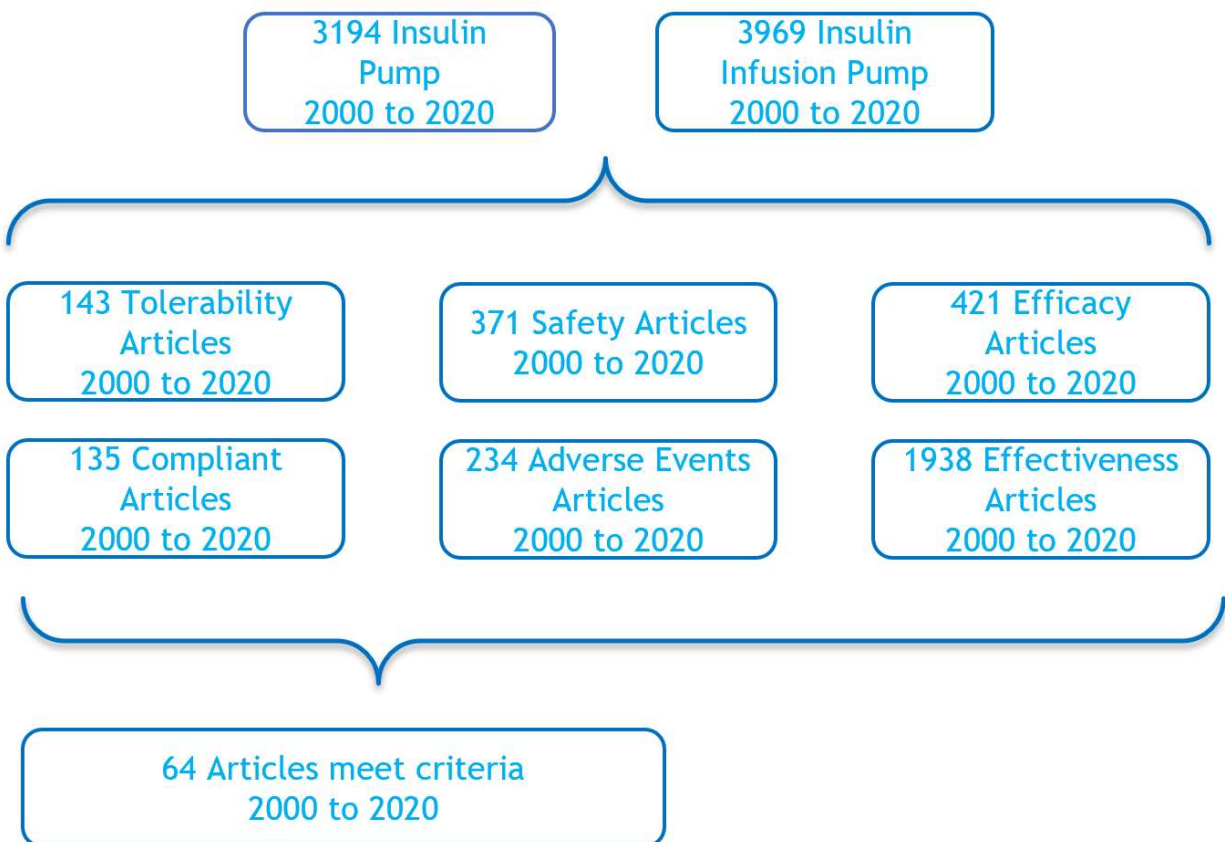 3194 Insulin
Pump
2000 to 2020
3969 Insulin
Infusion Pump
2000 to 2020
143 Tolerability
Articles
2000 to 2020
371 Safety Articles
2000 to 2020
421 Efficacy
Articles
2000 to 2020
135 Compliant
Articles
2000 to 2020
234 Adverse Events
Articles
2000 to 2020
1938 Effectiveness
Articles
2000 to 2020
64 Articles meet criteria
2000 to 2020